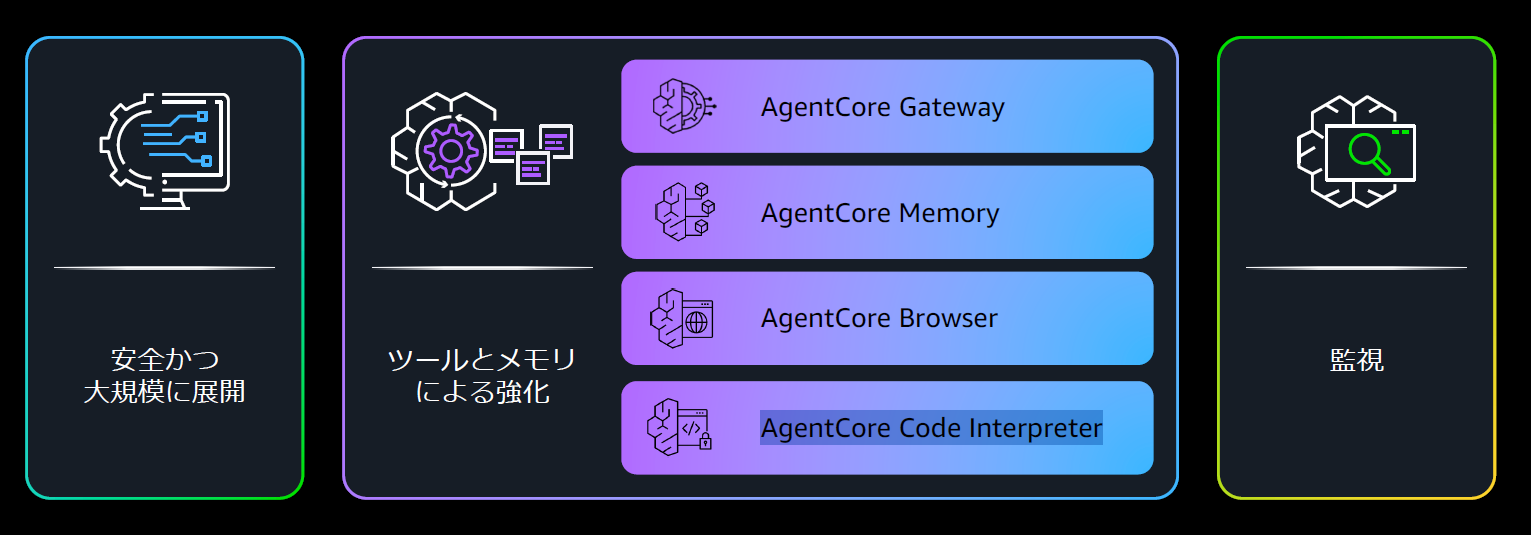 安全かつ
大規模に展開
ツールとメモリ
による強化
AgentCore Gateway
AgentCore Memory
AgentCore Browser
AgentCore Code Interpreter
監視